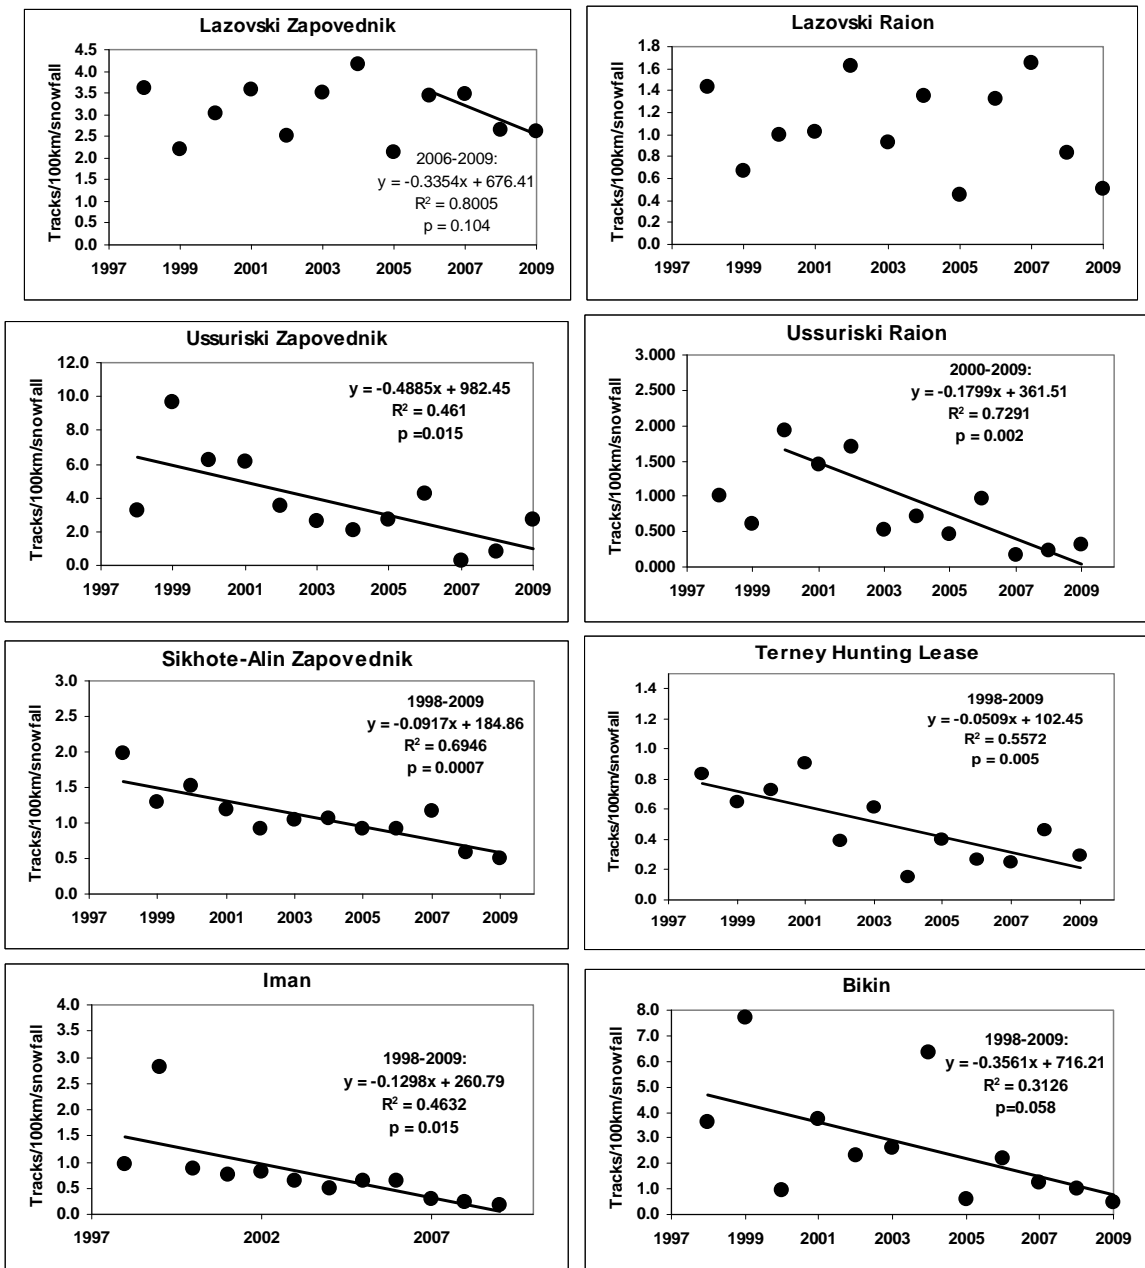 Lazovski Zapovednik
Tracks/100km/snowfall
4.5
4.0
3.5
3.0
2.5
2.0
1.5
1.0
0.5
0.0
2006-2009:
y = -0.3354x + 676.41
R² = 0.8005
p = 0.104
1997 1999 2001 2003 2005 2007 2009
Lazovski Raion
Tracks/100km/snowfall
1.8
1.6
1.4
1.2
1.0
0.8
0.6
0.4
0.2
0.0
1997 1999 2001 2003 2005 2007 2009
Ussuriski Zapovednik
Tracks/100km/snowfall
12.0
10.0
8.0
6.0
4.0
2.0
0.0
y = -0.4885x + 982.45
R² = 0.461
p =0.015
1997 1999 2001 2003 2005 2007 2009
Ussuriski Raion
Tracks/100km/snowfall
3.000
2.500
2.000
1.500
1.000
0.500
0.000
2000-2009:
y = -0.1799x + 361.51
R² = 0.7291
p = 0.002
1997 1999 2001 2003 2005 2007 2009
Sikhote-Alin Zapovednik
Tracks/100km/snowfall
3.0
2.5
2.0
1.5
1.0
0.5
0.0
1998-2009
y = -0.0917x + 184.86
R² = 0.6946
p = 0.0007
1997 1999 2001 2003 2005 2007 2009
Terney Hunting Lease
Tracks/100km/snowfall
1.4
1.2
1.0
0.8
0.6
0.4
0.2
0.0
1998-2009
y = -0.0509x + 102.45
R² = 0.5572
p = 0.005
1997 1999 2001 2003 2005 2007 2009
Iman
Tracks/100km/snowfall
4.0
3.5
3.0
2.5
2.0
1.5
1.0
0.5
0.0
1998-2009:
y = -0.1298x + 260.79
R² = 0.4632
p = 0.015
1997 2002 2007
Bikin
Tracks/100km/snowfall
8.0
7.0
6.0
5.0
4.0
3.0
2.0
1.0
0.0
1998-2009:
y = -0.3561x + 716.21
R² = 0.3126
p=0.058
1997 1999 2001 2003 2005 2007 2009